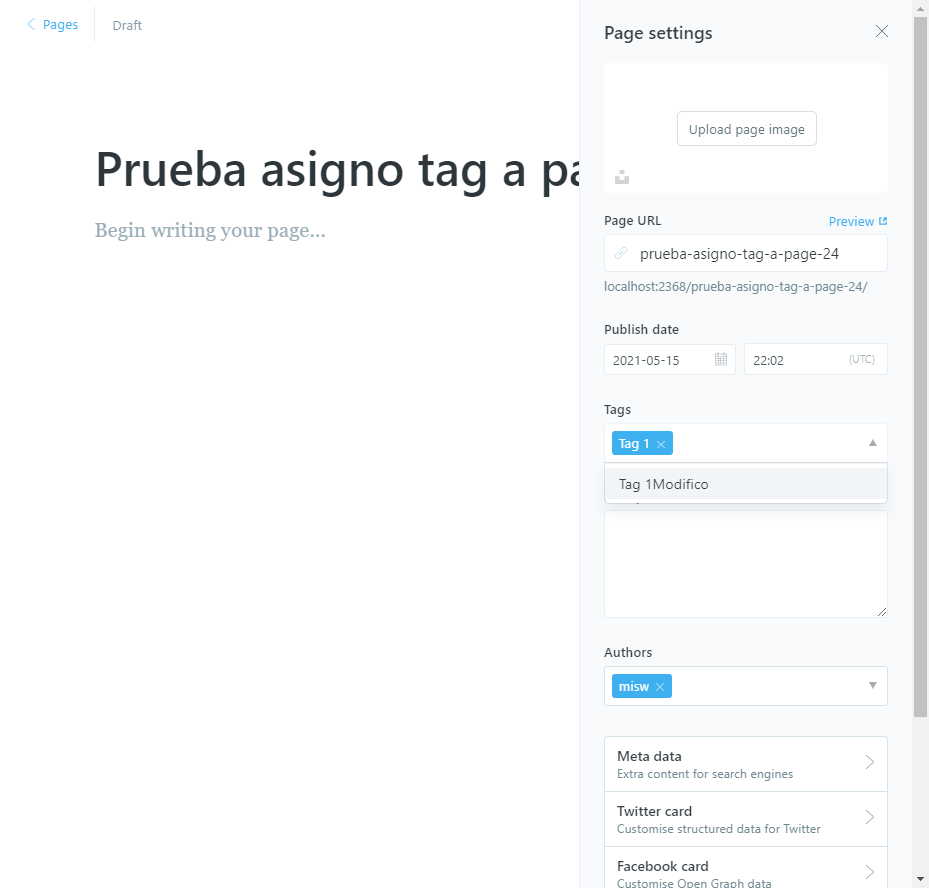 Pages
Draft
Prueba asigno tag a pa
Begin writing your page...
Page settings
Upload page image
Page URL
Preview
prueba-asigno-tag-a-page-24
localhost:2368/prueba-asigno-tag-a-page-24/
Publish date
2021-05-15
22:02
(UTC)
Tags
Tag 1
Tag 1Modifico
Authors
misw
Meta data
Extra content for search engines
Twitter card
Customise structured data for Twitter
Facebook card
Customise Open Graph data